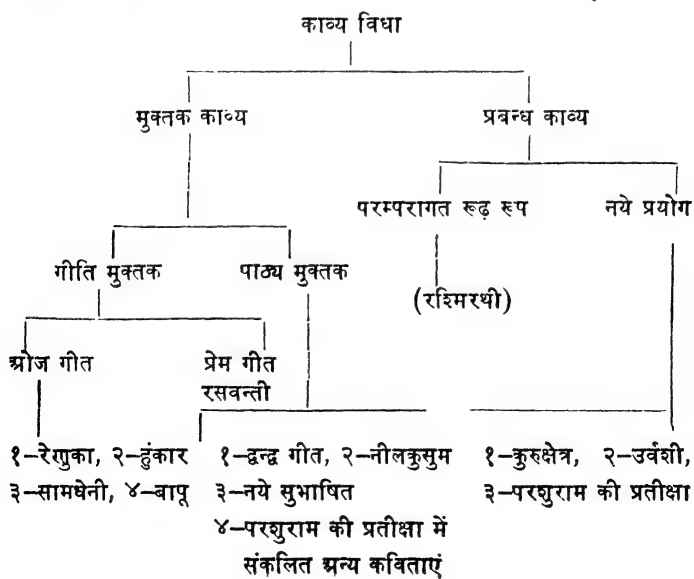 काव्य विधा
मुक्तक काव्य प्रबन्ध काव्य
परम्परागत रूढ़ रूप नये प्रयोग
गीति मुक्तक पाठ्य मुक्तक
(रश्मिरथी)
ओज गीत प्रेम गीत
रसवन्ती
१–रेणुका, २–हुंकार १–द्वन्द्व गीत, २–नीलकुसुम १–कुरुक्षेत्र, २–उर्वशी,
३–सामधेनी, ४–बापू ३–नये सुभाषित ३–परशुराम की प्रतीक्षा
४–परशुराम की प्रतीक्षा में
संकलित अन्य कविताएं